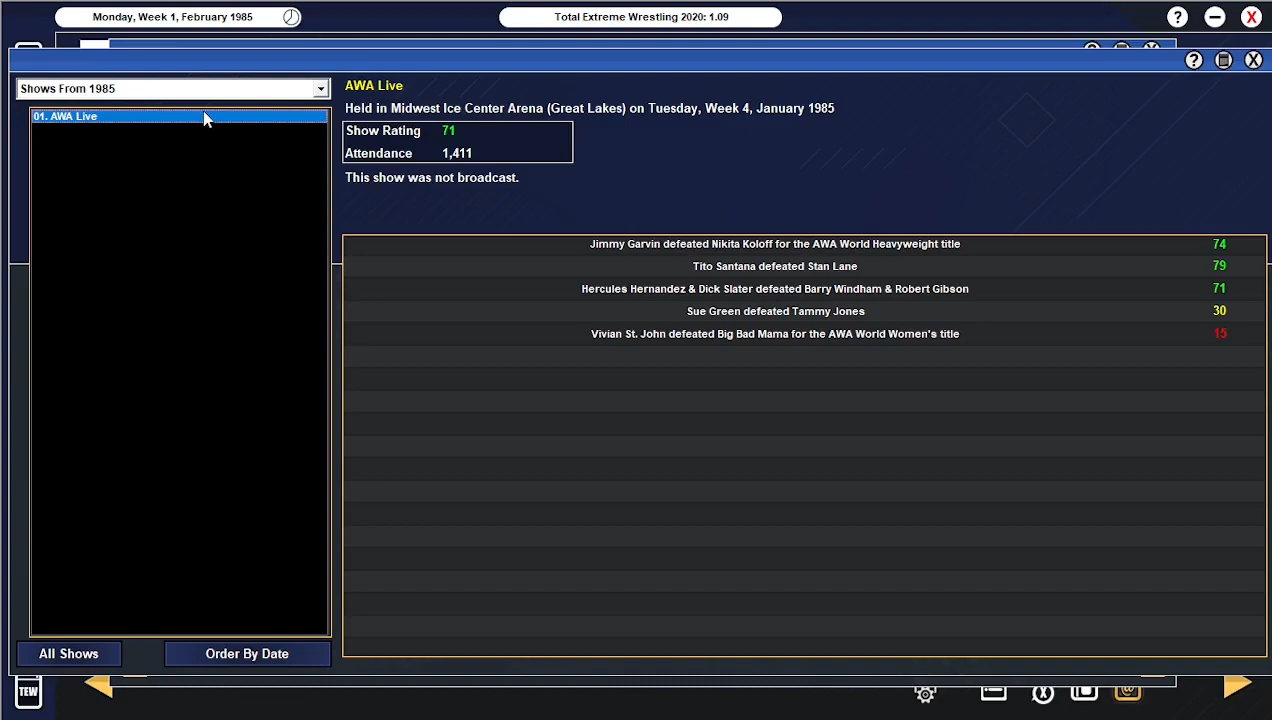 Monday, Week 1, February 1985
Total Extreme Wrestling 2020: 1.09
?
X
?
X
Shows From 1985
01. AWA Live
All Shows
Order By Date
AWA Live
Held in Midwest Ice Center Arena (Great Lakes) on Tuesday, Week 4, January 1985
Show Rating 71
Attendance 1,411
This show was not broadcast.
Jimmy Garvin defeated Nikita Koloff for the AWA World Heavyweight title 74
Tito Santana defeated Stan Lane 79
Hercules Hernandez & Dick Slater defeated Barry Windham & Robert Gibson 71
Sue Green defeated Tammy Jones 30
Vivian St. John defeated Big Bad Mama for the AWA World Women's title 15
TEW
X
@